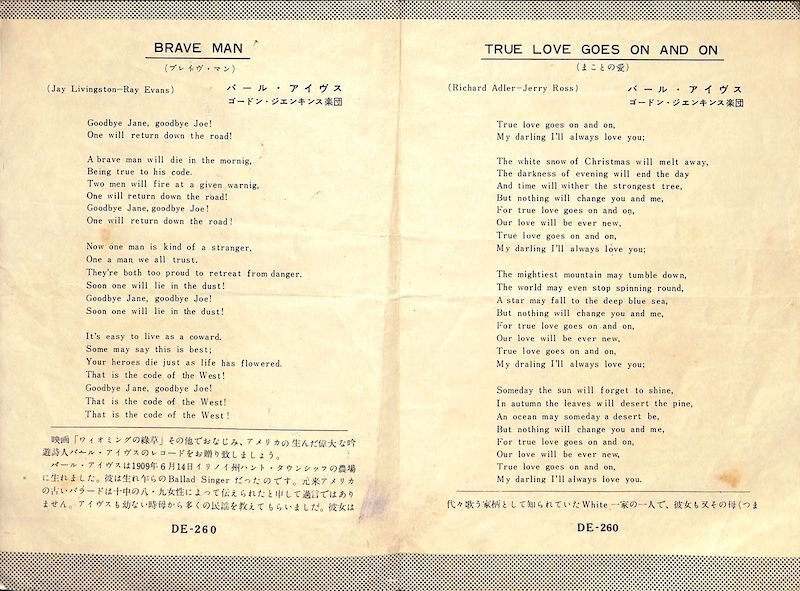 BRAVE MAN
(ブレイヴ・マン)
(Jay Livingston—Ray Evans)
バール・アイヴス
ゴードン・ジエンキンス楽団
Goodbye Jane, goodbye Joe!
One will return down the road!
A brave man will die in the mornig,
Being true to his code.
Two men will fire at a given warnig,
One will return down the road!
Goodbye Jane, goodbye Joe!
One will return down the road!
Now one man is kind of a stranger,
One a man we all trust.
They're both too proud to retreat from danger.
Soon one will lie in the dust!
Goodbye Jane, goodbye Joe!
Soon one will lie in the dust!
It's easy to live as a coward.
Some may say this is best;
Your heroes die just as life has flowered.
That is the code of the West!
Goodbye Jane, goodbye Joe!
That is the code of the West!
That is the code of the West!
映画「ワイオミングの緑草」その他でおなじみ、アメリカの生んだ偉大な吟
遊詩人バール・アイヴスのレコードをお贈り致しましょう。
バール・アイヴスは1909年6月14日イリノイ州ハント・タウンシップの農場
に生れました。彼は生れ乍らのBallad Singerだったのです。元来アメリカ
の古いバラードは十中の八・九女性によって伝えられたと申して過言ではあり
ません。アイヴスも幼ない時母から多くの民謡を教えてもらいました。彼女は
DE-260
TRUE LOVE GOES ON AND ON
(まことの愛)
(Richard Adler—Jerry Ross)
バール・アイヴス
ゴードン・ジエンキンス楽団
True love goes on and on,
My darling I'll always love you;
The white snow of Christmas will melt away,
The darkness of evening will end the day
And time will wither the strongest tree,
But nothing will change you and me,
For true love goes on and on,
Our love will be ever new,
True love goes on and on,
My darling I'll always love you;
The mightiest mountain may tumble down,
The world may even stop spinning round,
A star may fall to the deep blue sea,
But nothing will change you and me,
For true love goes on and on,
Our love will be ever new,
True love goes on and on,
My draling I'll always love you;
Someday the sun will forget to shine,
In autumn the leaves will desert the pine,
An ocean may someday a desert be,
But nothing will change you and me,
For true love goes on and on,
Our love will be ever new,
True love goes on and on,
My darling I'll always love you.
代々歌う家柄として知られていたWhite一家の一人で、彼女も又その母(つま
DE-260